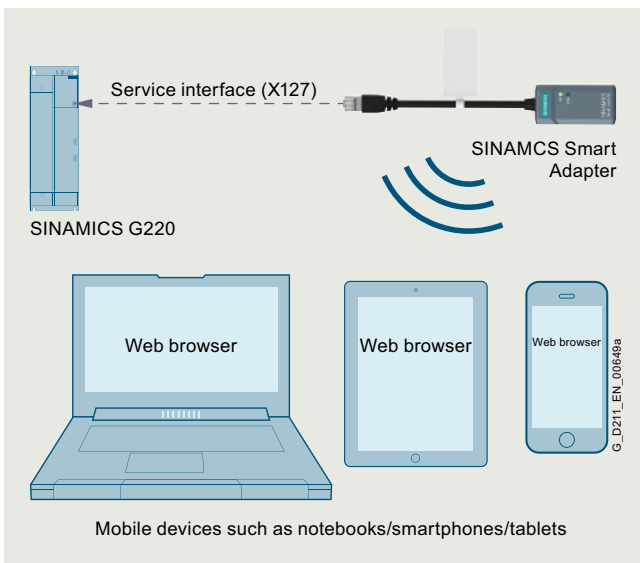 Service interface (X127)
SINAMCS Smart
Adapter
SINAMICS G220
Web browser
Web browser
Web browser
G_D211_EN_00649a
Mobile devices such as notebooks/smartphones/tablets